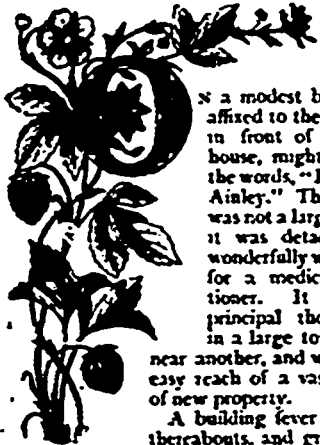 N a modest b
affixed to the
in front of
house, might
the words, "
Ainley." Th
was not a larg
it was detac
wonderfully w
for a medic
tioner. It
principal tho
in a large to
near another, and w
easy reach of a vas
of new property.
A building fever
thereabouts, and gr